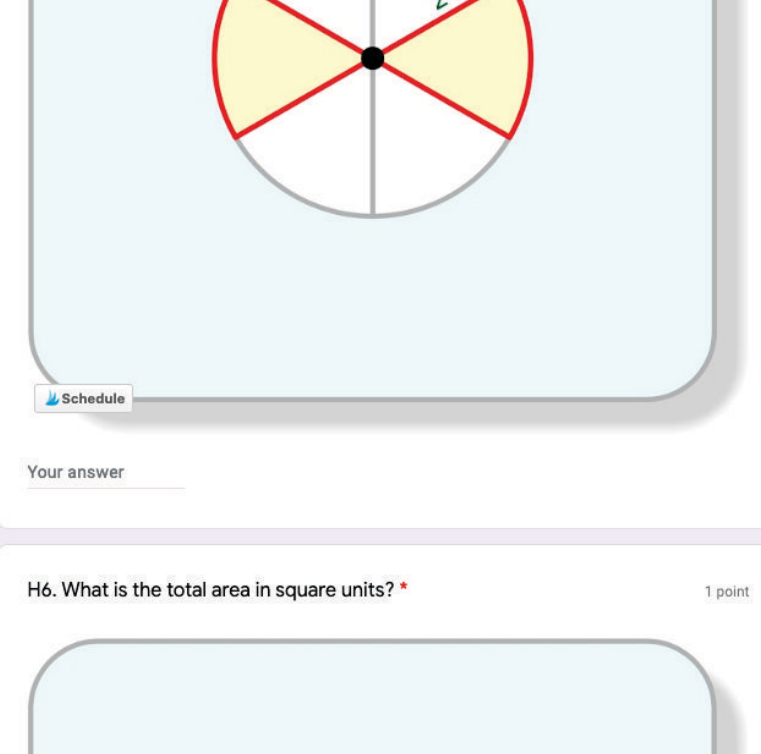 Schedule
Your answer
H6. What is the total area in square units? *
1 point